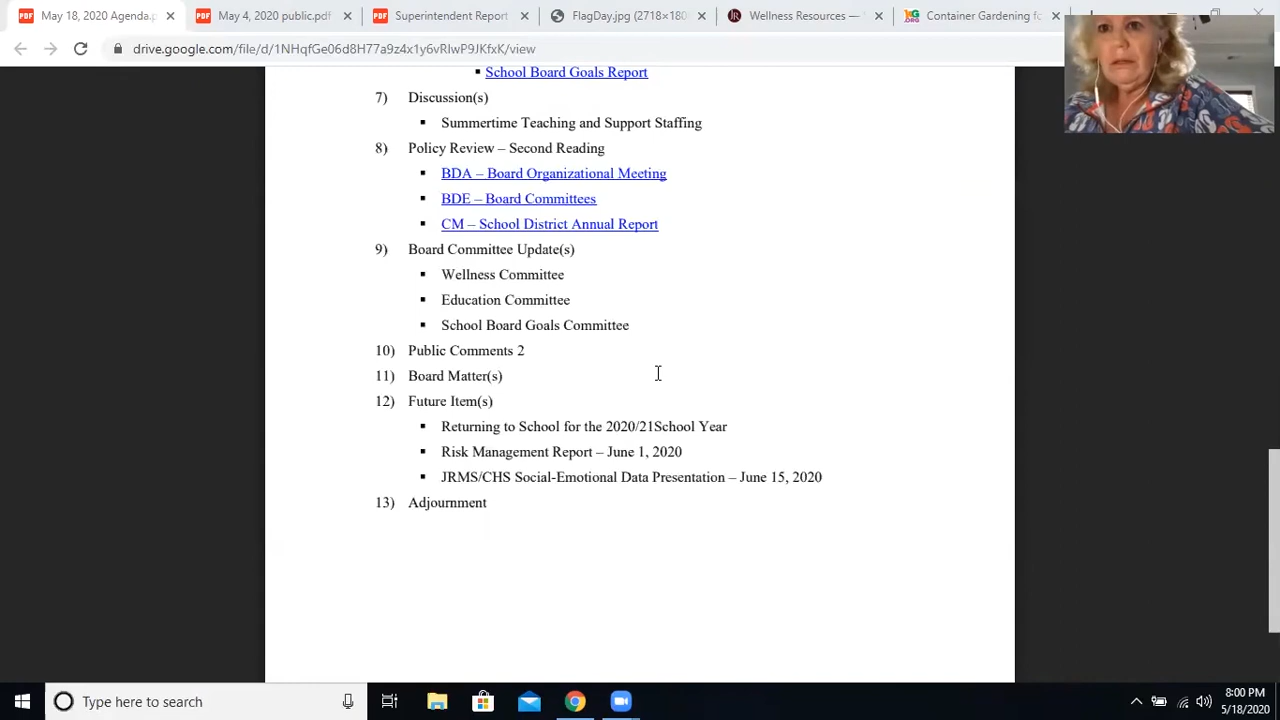 May 18, 2020 Agenda.p
May 4, 2020 public.pdf
Superintendent Report
FlagDay.jpg (2718×180
Wellness Resources —
Container Gardening fo
drive.google.com/file/d/1NHqfGe06d8H77a9z4x1y6vRlwP9JKfxK/view
▪ School Board Goals Report
7) Discussion(s)
▪ Summertime Teaching and Support Staffing
8) Policy Review – Second Reading
▪ BDA – Board Organizational Meeting
▪ BDE – Board Committees
▪ CM – School District Annual Report
9) Board Committee Update(s)
▪ Wellness Committee
▪ Education Committee
▪ School Board Goals Committee
10) Public Comments 2
11) Board Matter(s)
12) Future Item(s)
▪ Returning to School for the 2020/21School Year
▪ Risk Management Report – June 1, 2020
▪ JRMS/CHS Social-Emotional Data Presentation – June 15, 2020
13) Adjournment
Type here to search
8:00 PM
5/18/2020